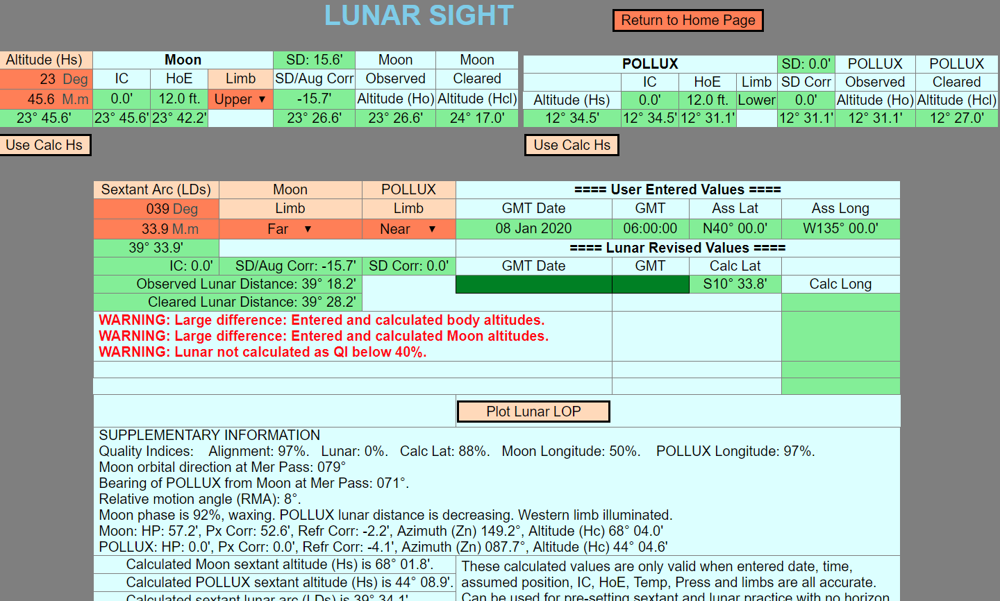 LUNAR SIGHT
Return to Home Page
Altitude (Hs) Moon SD: 15.6' Moon Moon
23 Deg IC HoE Limb SD/Aug Corr Observed Cleared
45.6 M.m 0.0' 12.0 ft. Upper ▼ -15.7' Altitude (Ho) Altitude (Hcl)
23° 45.6' 23° 45.6' 23° 42.2' 23° 26.6' 23° 26.6' 24° 17.0'
Use Calc Hs
POLLUX SD: 0.0' POLLUX POLLUX
IC HoE Limb SD Corr Observed Cleared
Altitude (Hs) 0.0' 12.0 ft. Lower 0.0' Altitude (Ho) Altitude (Hcl)
12° 34.5' 12° 34.5' 12° 31.1' 12° 31.1' 12° 31.1' 12° 27.0'
Use Calc Hs
Sextant Arc (LDs) Moon POLLUX ==== User Entered Values ====
039 Deg Limb Limb GMT Date GMT Ass Lat Ass Long
33.9 M.m Far ▼ Near ▼ 08 Jan 2020 06:00:00 N40° 00.0' W135° 00.0'
39° 33.9' ==== Lunar Revised Values ====
IC: 0.0' SD/Aug Corr: -15.7' SD Corr: 0.0' GMT Date GMT Calc Lat
Observed Lunar Distance: 39° 18.2' S10° 33.8' Calc Long
Cleared Lunar Distance: 39° 28.2'
WARNING: Large difference: Entered and calculated body altitudes.
WARNING: Large difference: Entered and calculated Moon altitudes.
WARNING: Lunar not calculated as QI below 40%.
Plot Lunar LOP
SUPPLEMENTARY INFORMATION
Quality Indices: Alignment: 97%. Lunar: 0%. Calc Lat: 88%. Moon Longitude: 50%. POLLUX Longitude: 97%.
Moon orbital direction at Mer Pass: 079°
Bearing of POLLUX from Moon at Mer Pass: 071°.
Relative motion angle (RMA): 8°.
Moon phase is 92%, waxing. POLLUX lunar distance is decreasing. Western limb illuminated.
Moon: HP: 57.2', Px Corr: 52.6', Refr Corr: -2.2', Azimuth (Zn) 149.2°, Altitude (Hc) 68° 04.0'
POLLUX: HP: 0.0', Px Corr: 0.0', Refr Corr: -4.1', Azimuth (Zn) 087.7°, Altitude (Hc) 44° 04.6'
Calculated Moon sextant altitude (Hs) is 68° 01.8'.
Calculated POLLUX sextant altitude (Hs) is 44° 08.9'.
Calculated sextant lunar arc (LDs) is 39° 34.1'
These calculated values are only valid when entered date, time,
assumed position, IC, HoE, Temp, Press and limbs are all accurate.
Can be used for pre-setting sextant and lunar practice with no horizon